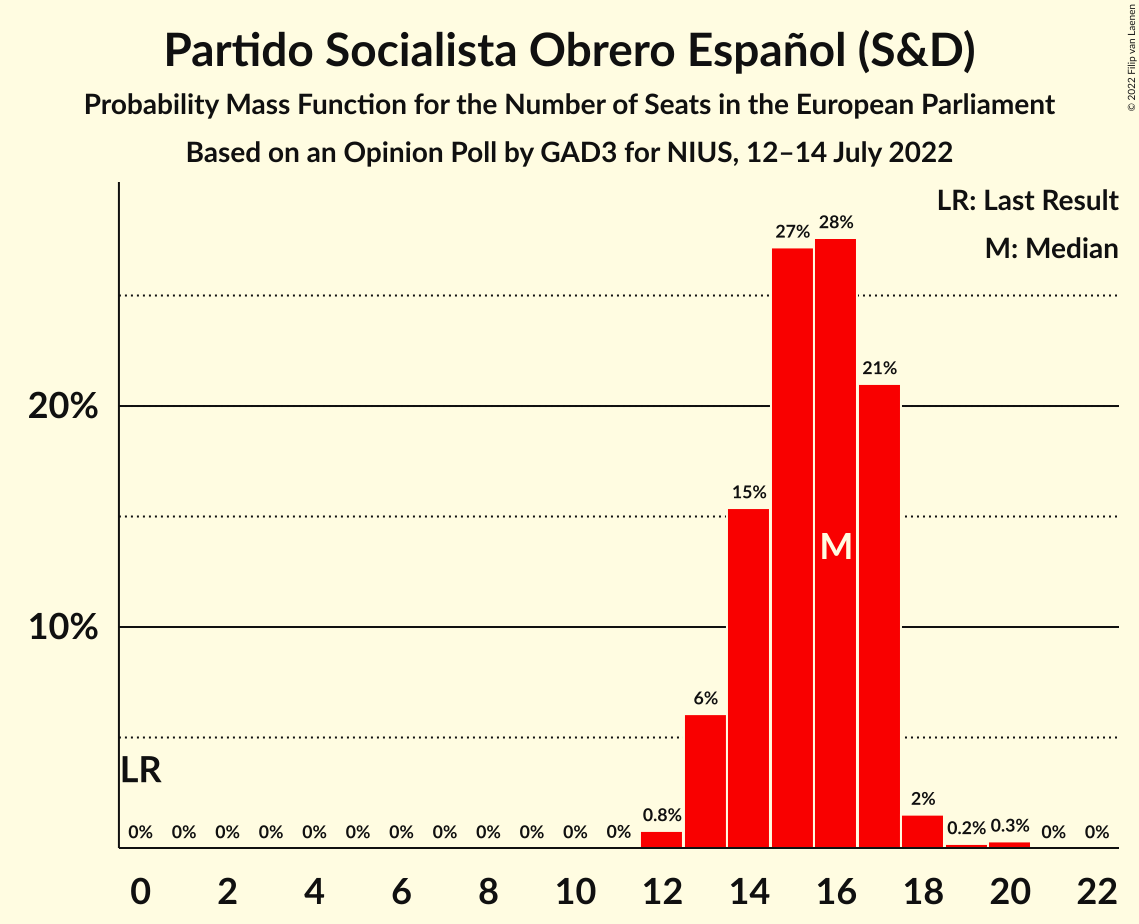 Partido Socialista Obrero Español (S&D)
Probability Mass Function for the Number of Seats in the European Parliament
Based on an Opinion Poll by GAD3 for NIUS, 12–14 July 2022
© 2022 Filip van Laenen
LR: Last Result
M: Median
20%
10%
0% 0% 0% 0% 0% 0% 0% 0% 0% 0% 0% 0% 0.8% 6% 15% 27% 28% 21% 2% 0.2% 0.3% 0% 0%
LR
M
0 2 4 6 8 10 12 14 16 18 20 22